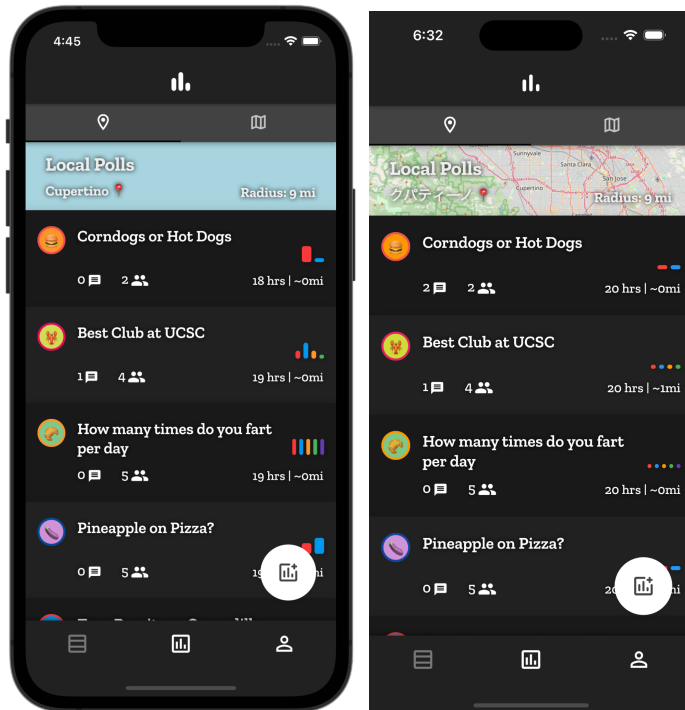 4:45
Local Polls
Cupertino 📍 Radius: 9 mi
Corndogs or Hot Dogs
0 2 18 hrs | ~0mi
Best Club at UCSC
1 4 19 hrs | ~0mi
How many times do you fart
per day
0 5 19 hrs | ~0mi
Pineapple on Pizza?
0 5
6:32
Sunnyvale
Santa Clara
San Jose
Cupertino
Local Polls
クパティーノ 📍 Radius: 9 mi
Corndogs or Hot Dogs
2 2 20 hrs | ~0mi
Best Club at UCSC
1 4 20 hrs | ~1mi
How many times do you fart
per day
0 5 20 hrs | ~0mi
Pineapple on Pizza?
0 5